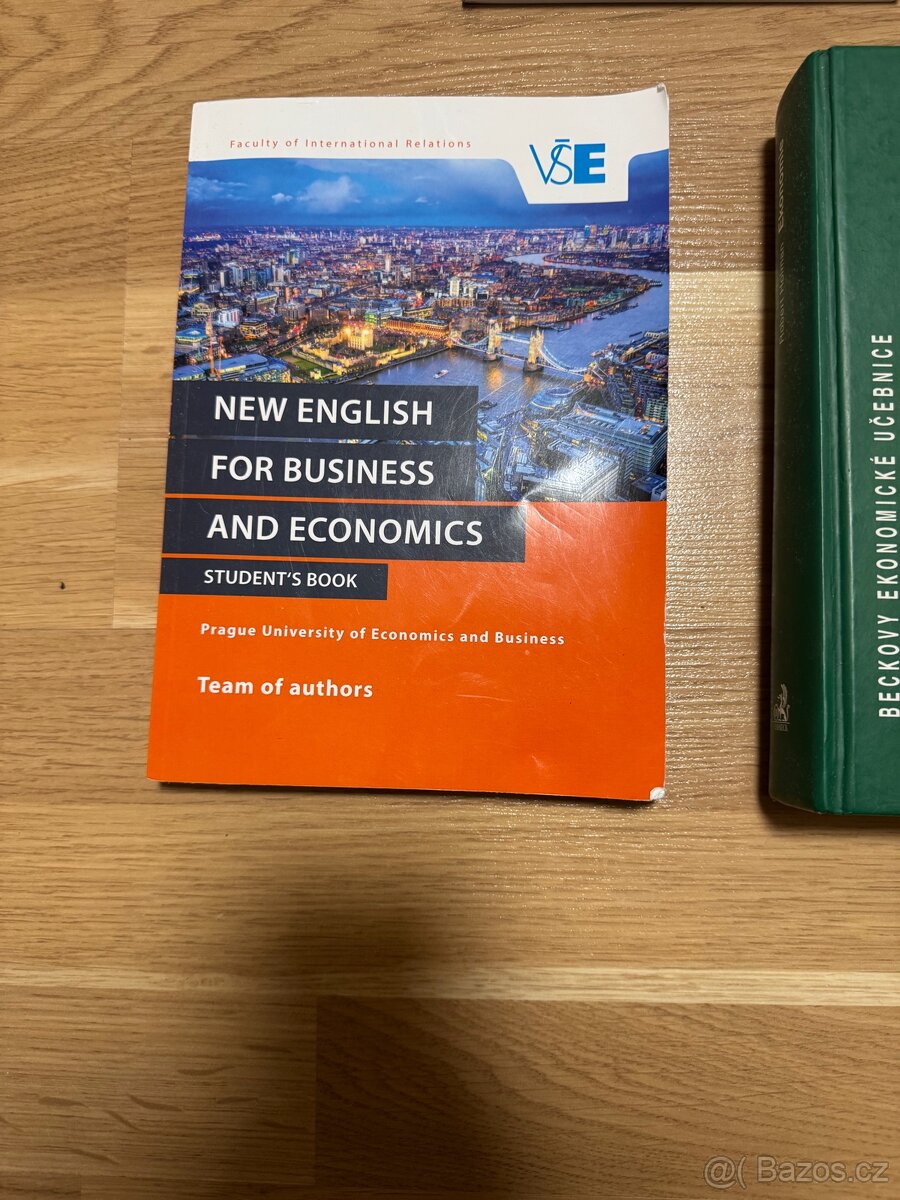 Faculty of International Relations
VŠE
NEW ENGLISH
FOR BUSINESS
AND ECONOMICS
STUDENT'S BOOK
Prague University of Economics and Business
Team of authors
BECKOVY EKONOMICKÉ UČEBNICE
@( Bazos.cz